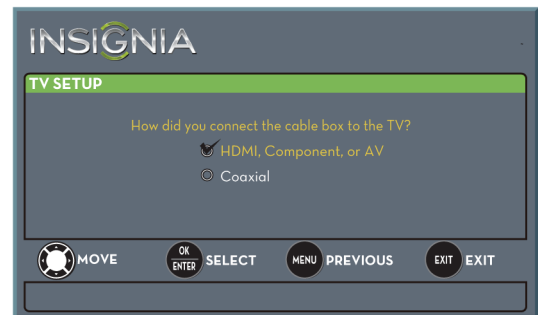 INSIGNIA
TV SETUP
How did you connect the cable box to the TV?
HDMI, Component, or AV
Coaxial
MOVE OK ENTER SELECT MENU PREVIOUS EXIT EXIT